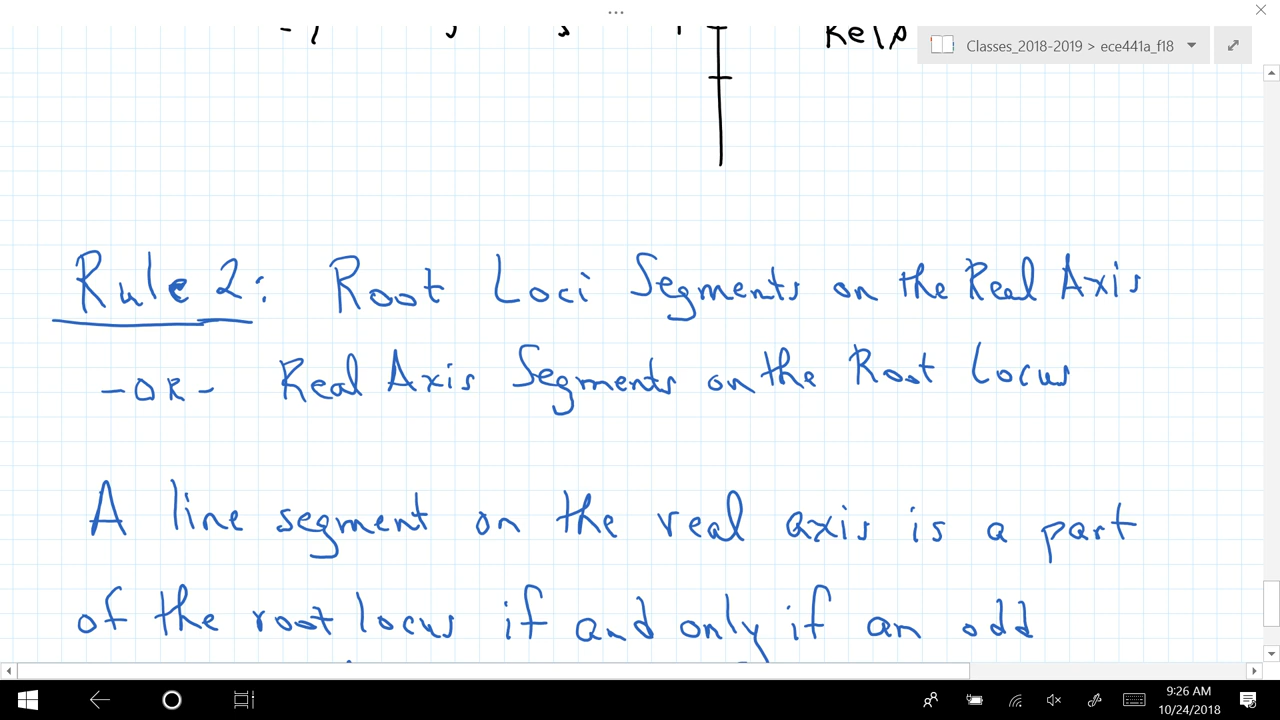 Classes_2018-2019 > ece441a_f18
Rule 2: Root Loci Segments on the Real Axis
-OR- Real Axis Segments on the Root Locus
A line segment on the real axis is a part
of the root locus if and only if an odd
9:26 AM
10/24/2018